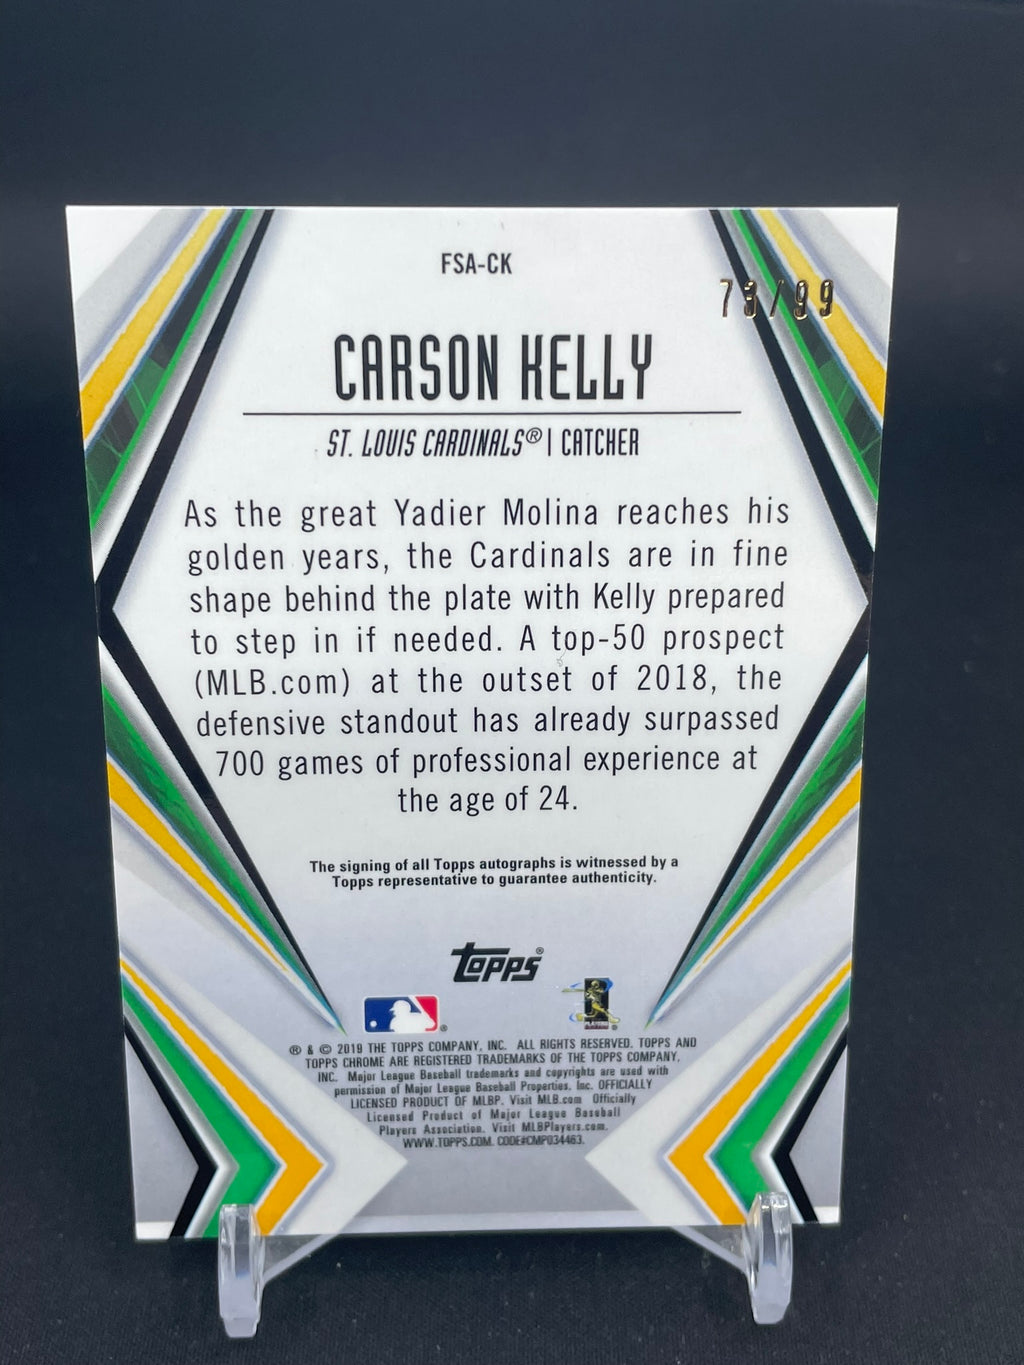 FSA-CK
73/99
CARSON KELLY
ST. LOUIS CARDINALS® | CATCHER
As the great Yadier Molina reaches his
golden years, the Cardinals are in fine
shape behind the plate with Kelly prepared
to step in if needed. A top-50 prospect
(MLB.com) at the outset of 2018, the
defensive standout has already surpassed
700 games of professional experience at
the age of 24.
The signing of all Topps autographs is witnessed by a
Topps representative to guarantee authenticity.
Topps®
® & © 2019 THE TOPPS COMPANY, INC. ALL RIGHTS RESERVED. TOPPS AND
TOPPS CHROME ARE REGISTERED TRADEMARKS OF THE TOPPS COMPANY,
INC. Major League Baseball trademarks and copyrights are used with
permission of Major League Baseball Properties, Inc. OFFICIALLY
LICENSED PRODUCT OF MLBP. Visit MLB.com Officially
Licensed Product of Major League Baseball
Players Association. Visit MLBPlayers.com.
WWW.TOPPS.COM. CODE#CMP034463.